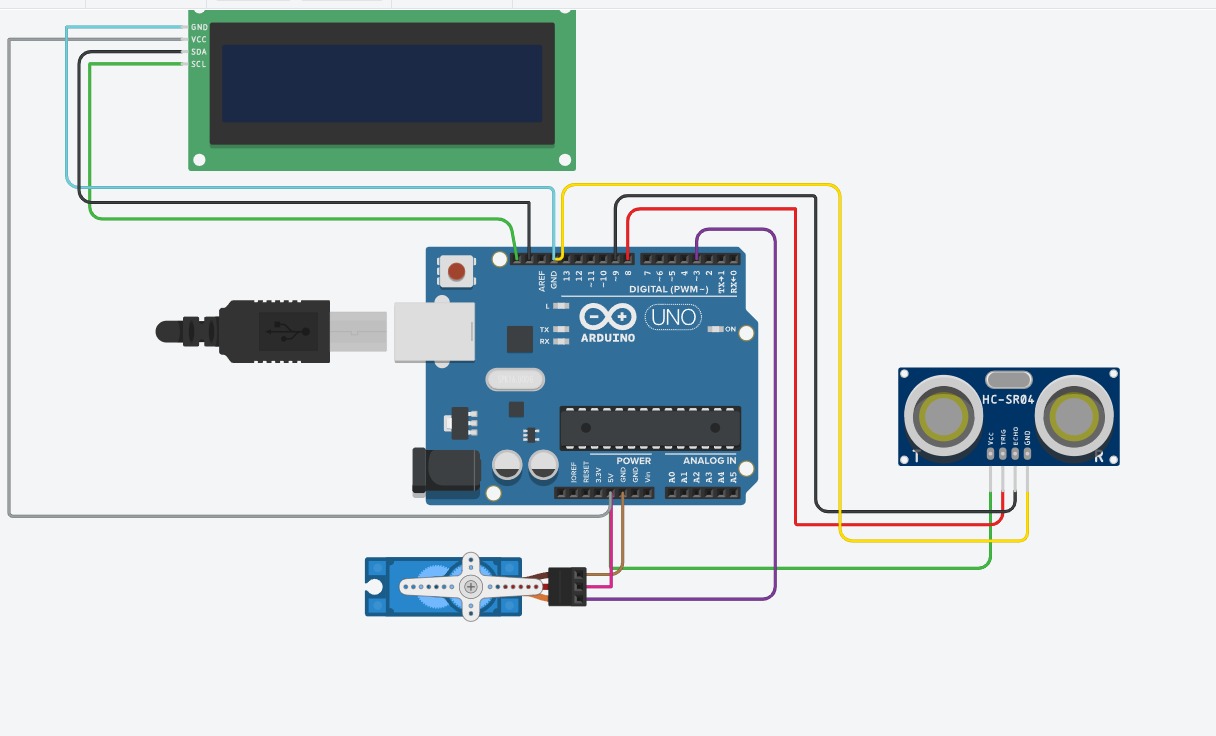 GND
VCC
SDA
SCL
AREF
GND
13
12
~11
~10
~9
8
7
~6
~5
4
~3
2
TX→1
RX←0
DIGITAL (PWM~)
L
TX
RX
UNO
ON
ARDUINO
HC-SR04
VCC
TRIG
ECHO
GND
T
R
POWER
ANALOG IN
IOREF
RESET
3.3V
5V
GND
GND
Vin
A0
A1
A2
A3
A4
A5